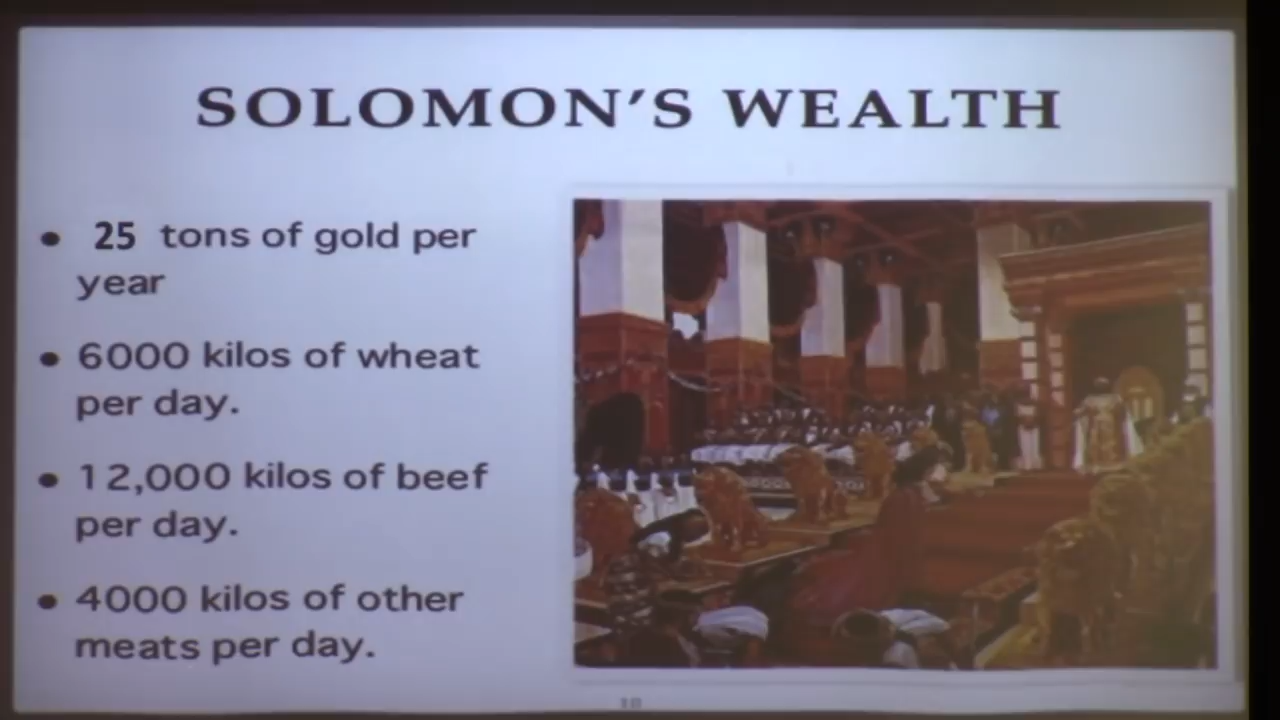 SOLOMON'S WEALTH
• 25 tons of gold per
year
• 6000 kilos of wheat
per day.
• 12,000 kilos of beef
per day.
• 4000 kilos of other
meats per day.